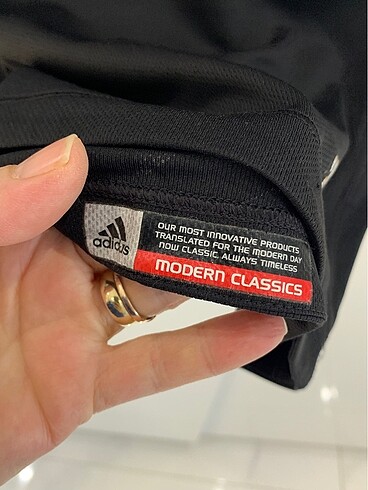 adidas
OUR MOST INNOVATIVE PRODUCTS
TRANSLATED FOR THE MODERN DAY
NOW CLASSIC. ALWAYS TIMELESS
MODERN CLASSICS